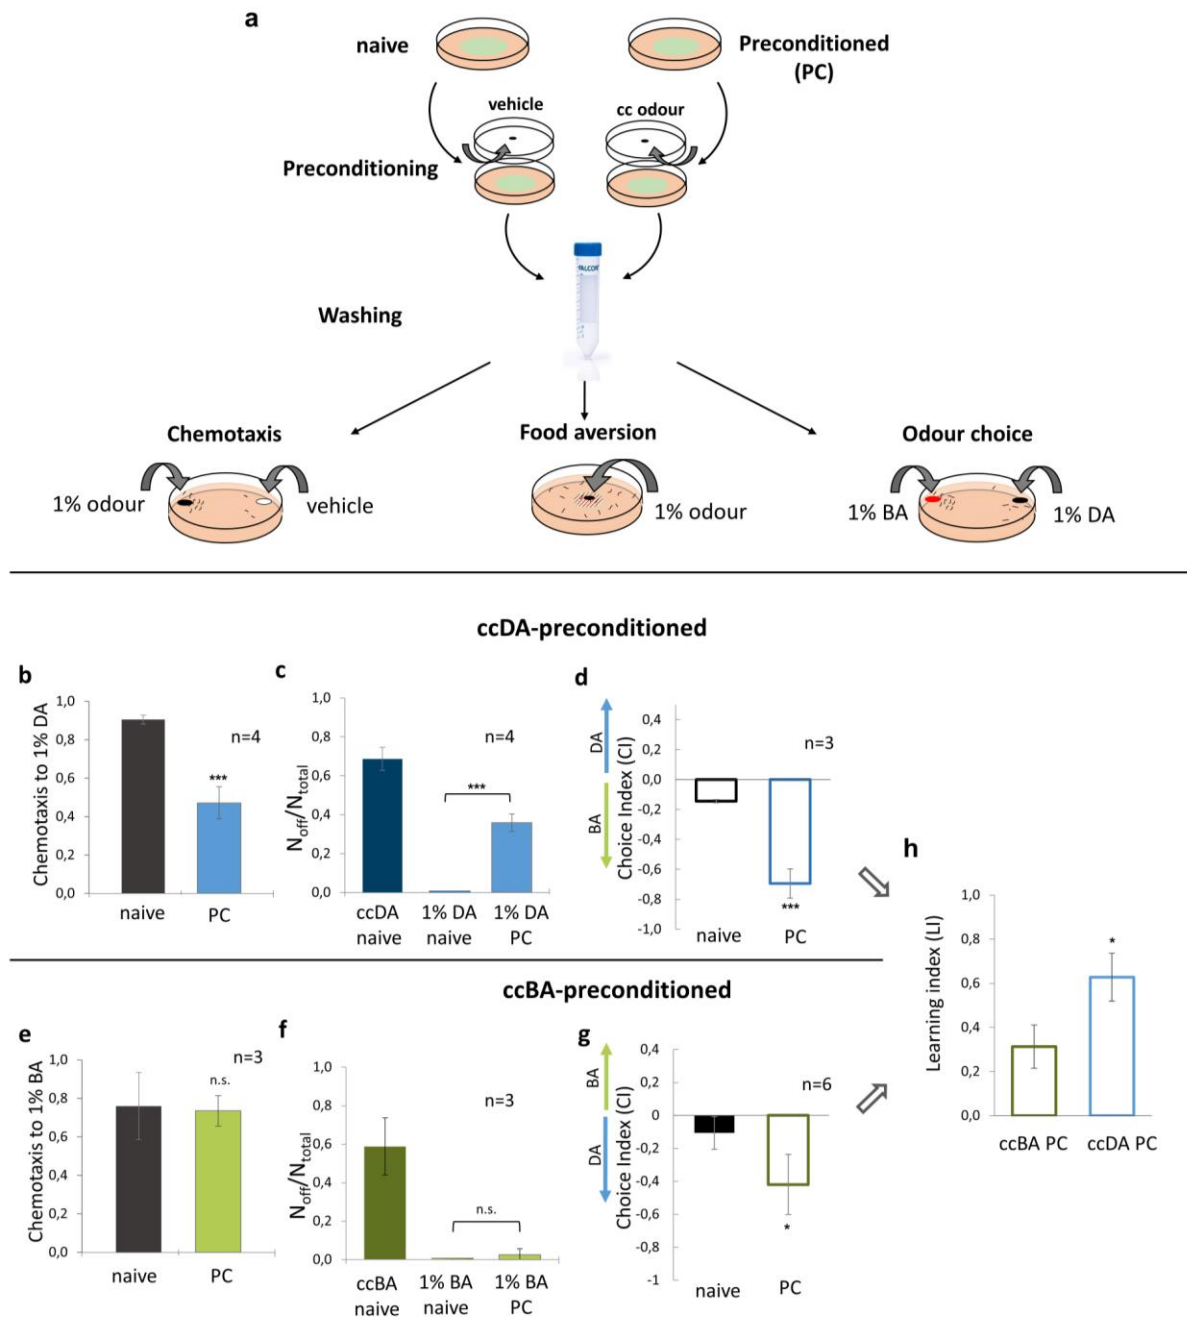 a
naive
Preconditioned
(PC)
vehicle
cc odour
Preconditioning
FALCON
Washing
Chemotaxis
Food aversion
Odour choice
1% odour
vehicle
1% odour
1% BA
1% DA
ccDA-preconditioned
b
Chemotaxis to 1% DA
1,0
0,8
0,6
0,4
0,2
0,0
n=4
***
naive
PC
c
Noff/Ntotal
1,0
0,8
0,6
0,4
0,2
0,0
n=4
***
ccDA
naive
1% DA
naive
1% DA
PC
d
DA
BA
Choice Index (CI)
0,4
0,2
0,0
-0,2
-0,4
-0,6
-0,8
-1,0
n=3
***
naive
PC
h
Learning index (LI)
1,0
0,8
0,6
0,4
0,2
0,0
*
ccBA PC
ccDA PC
ccBA-preconditioned
e
Chemotaxis to 1% BA
1,0
0,8
0,6
0,4
0,2
0,0
n=3
n.s.
naive
PC
f
Noff/Ntotal
1,0
0,8
0,6
0,4
0,2
0,0
n=3
n.s.
ccBA
naive
1% BA
naive
1% BA
PC
g
BA
DA
Choice Index (CI)
0,4
0,2
0
-0,2
-0,4
-0,6
-0,8
-1
n=6
*
naive
PC